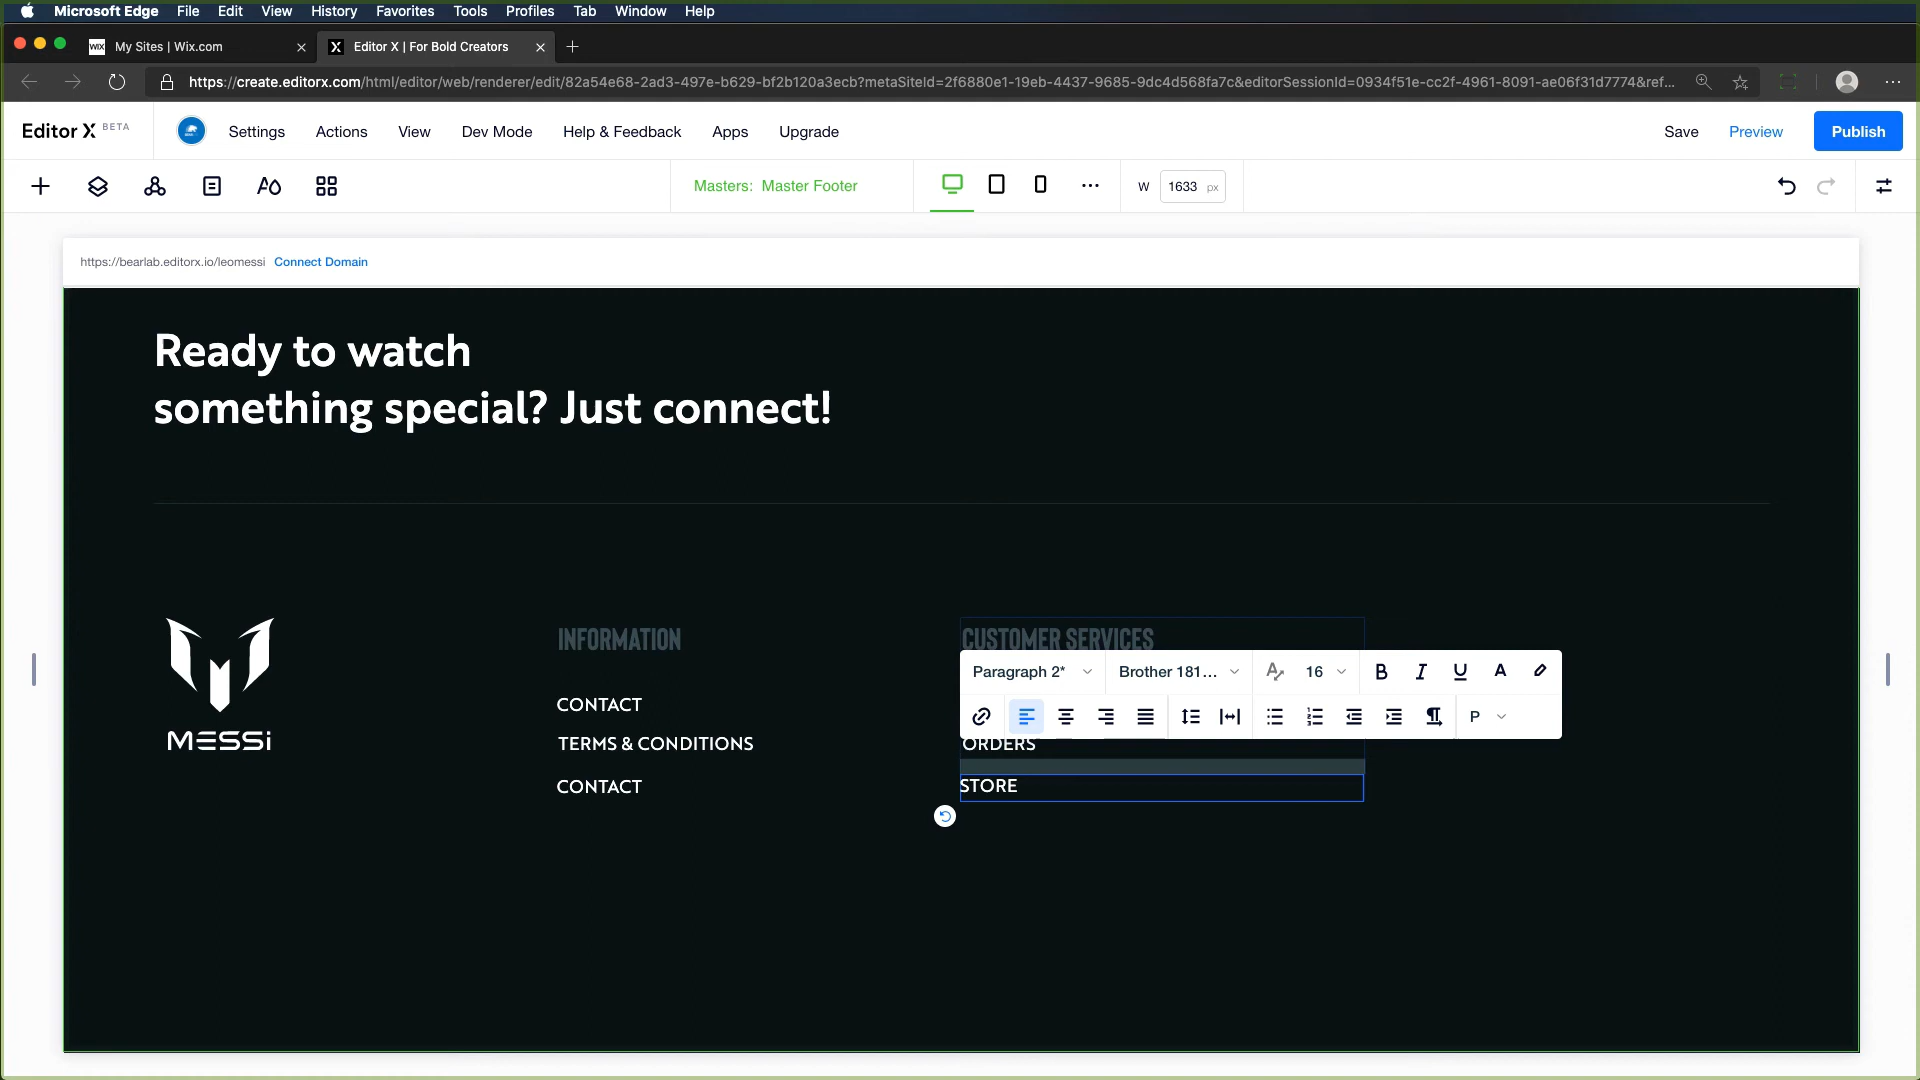 Microsoft Edge File Edit View History Favorites Tools Profiles Tab Window Help
WIX My Sites | Wix.com X Editor X | For Bold Creators
https://create.editorx.com/html/editor/web/renderer/edit/82a54e68-2ad3-497e-b629-bf2b120a3ecb?metaSiteId=2f6880e1-19eb-4437-9685-9dc4d568fa7c&editorSessionId=0934f51e-cc2f-4961-8091-ae06f31d7774&ref...
Editor X BETA Settings Actions View Dev Mode Help & Feedback Apps Upgrade Save Preview Publish
Masters: Master Footer W 1633 px
https://bearlab.editorx.io/leomessi Connect Domain
Ready to watch
something special? Just connect!
INFORMATION CUSTOMER SERVICES
Paragraph 2* Brother 181... 16 B I U A
CONTACT
P
TERMS & CONDITIONS ORDERS
MESSI
CONTACT STORE